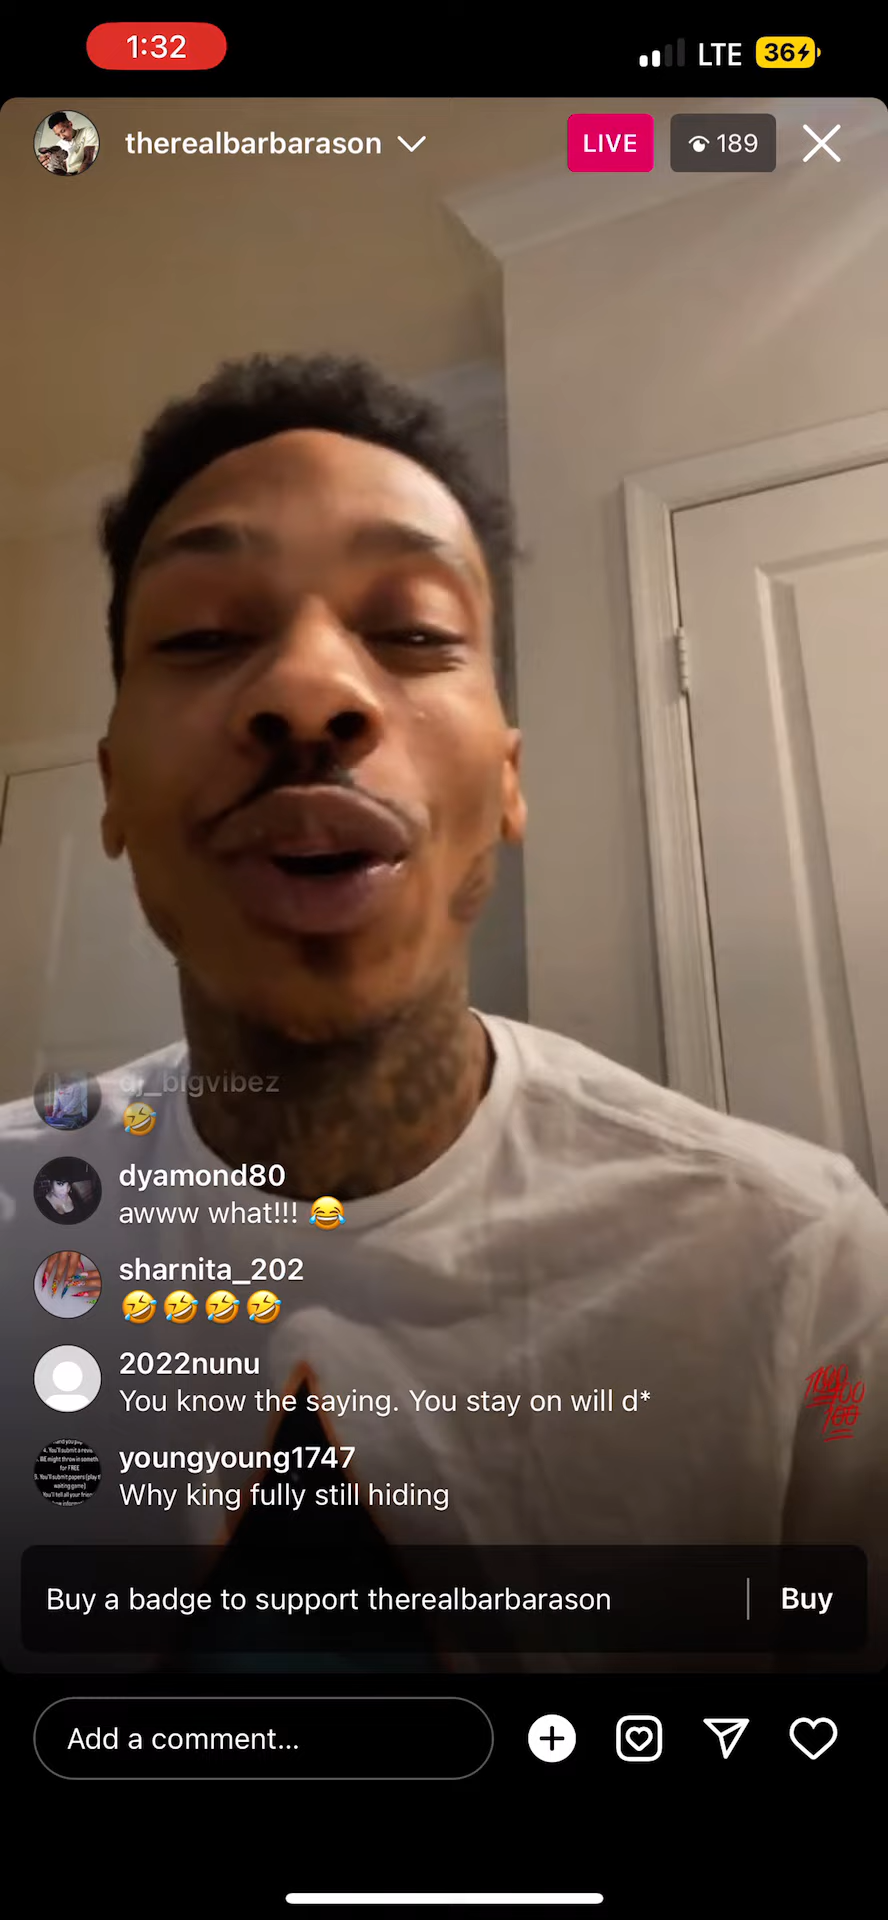 1:32
LTE 36
therealbarbarason
LIVE
189
dj_bigvibez
🤣
dyamond80
awww what!!! 😂
sharnita_202
🤣🤣🤣🤣
2022nunu
You know the saying. You stay on will d*
youngyoung1747
Why king fully still hiding
Buy a badge to support therealbarbarason
Buy
Add a comment...